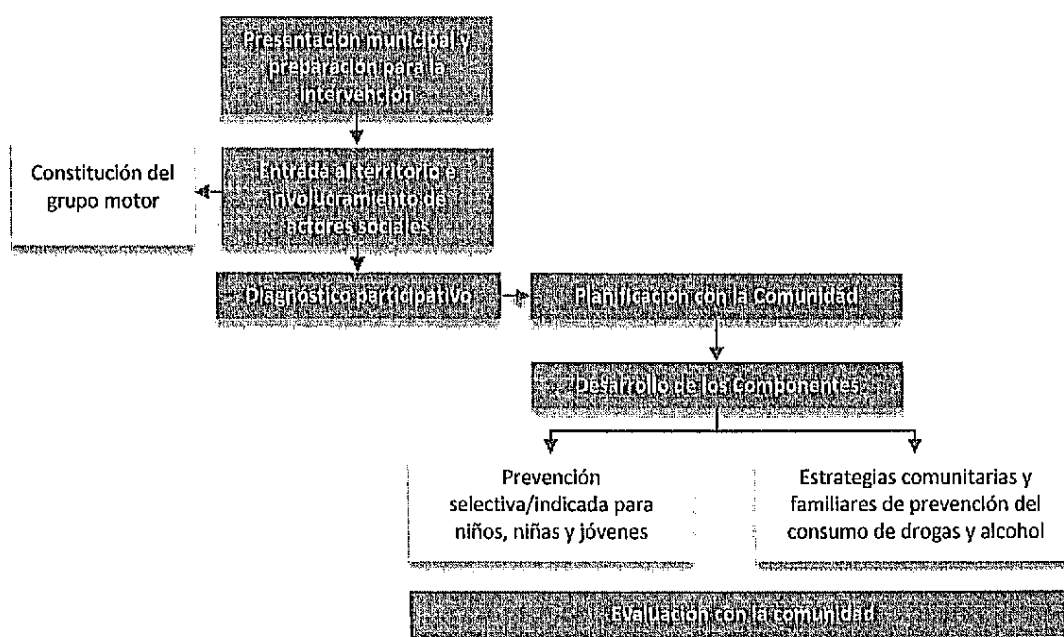 Presentación municipal y
preparación para la
intervención
Constitución del
grupo motor
Entrada al territorio e
involucramiento de
actores sociales
Diagnóstico participativo
Planificación con la Comunidad
Desarrollo de los Componentes
Prevención
selectiva/indicada para
niños, niñas y jóvenes
Estrategias comunitarias y
familiares de prevención del
consumo de drogas y alcohol
Evaluación con la comunidad